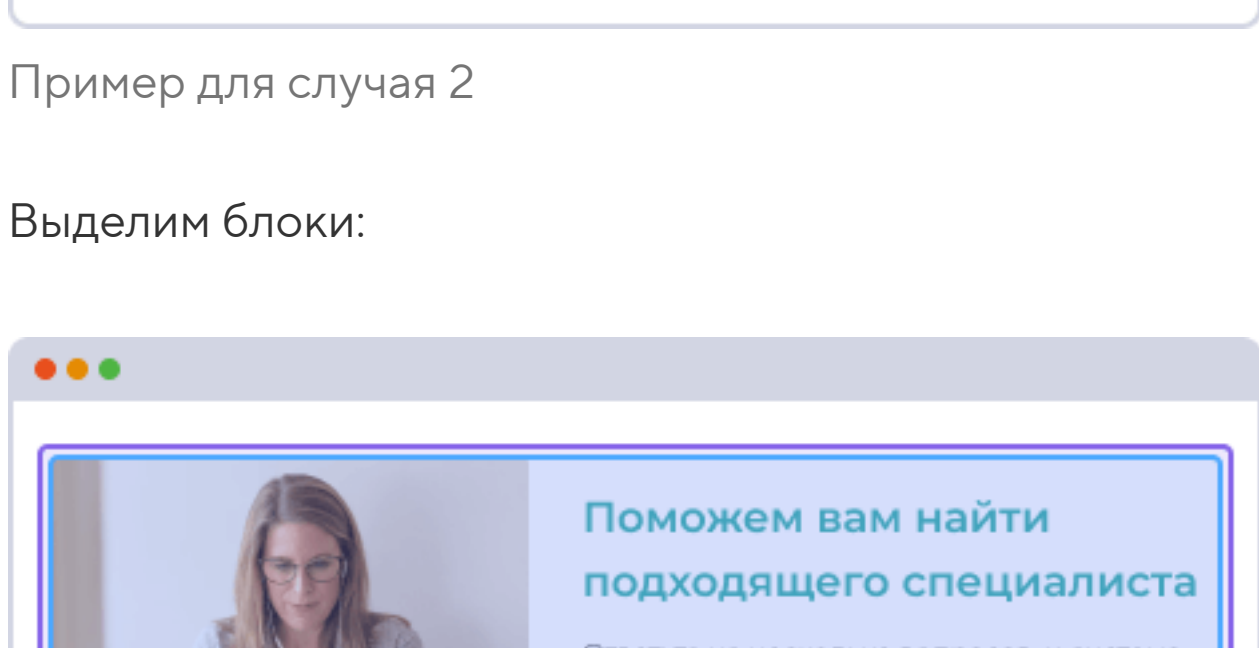 Пример для случая 2
Выделим блоки:
Поможем вам найти
подходящего специалиста